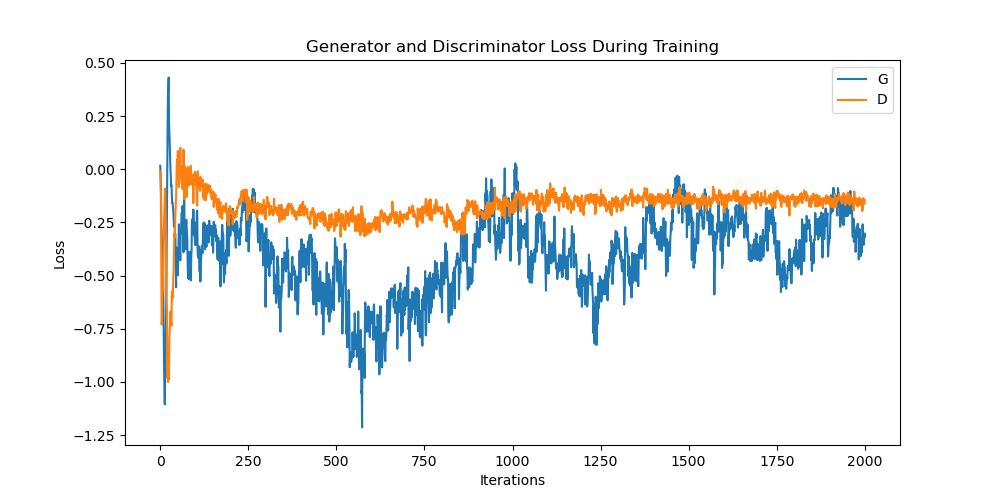 Generator and Discriminator Loss During Training
G
D
0.50
0.25
0.00
−0.25
−0.50
−0.75
−1.00
−1.25
Loss
0 250 500 750 1000 1250 1500 1750 2000
Iterations